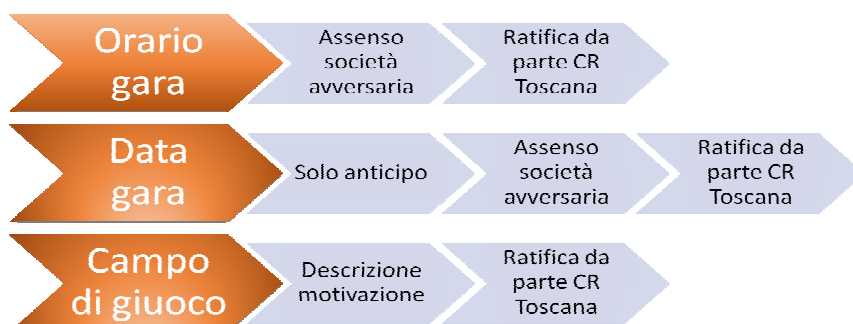 Orario
gara
Assenso
società
avversaria
Ratifica da
parte CR
Toscana
Data
gara
Solo anticipo
Assenso
società
avversaria
Ratifica da
parte CR
Toscana
Campo
di giuoco
Descrizione
motivazione
Ratifica da
parte CR
Toscana